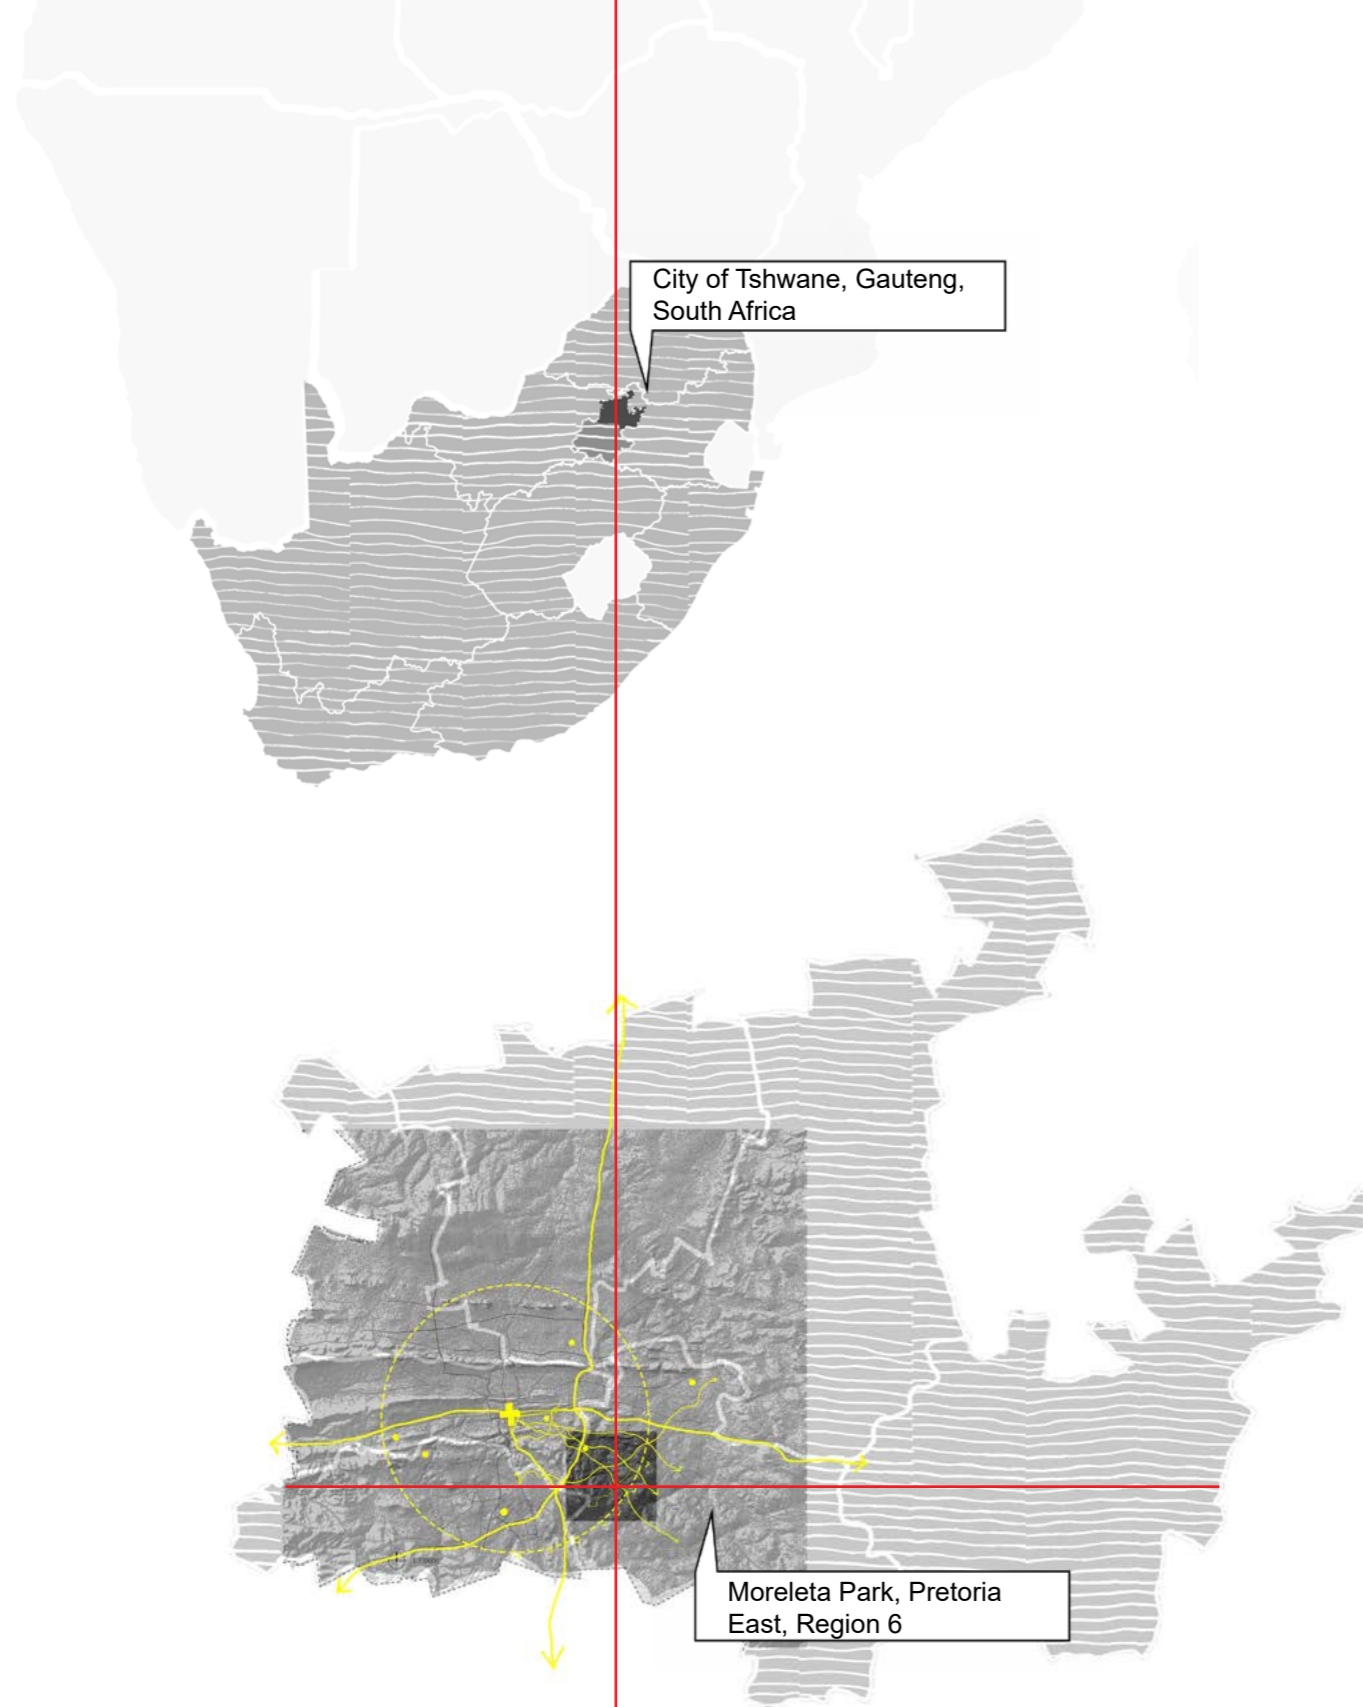 City of Tshwane, Gauteng,
South Africa
Moreleta Park, Pretoria
East, Region 6